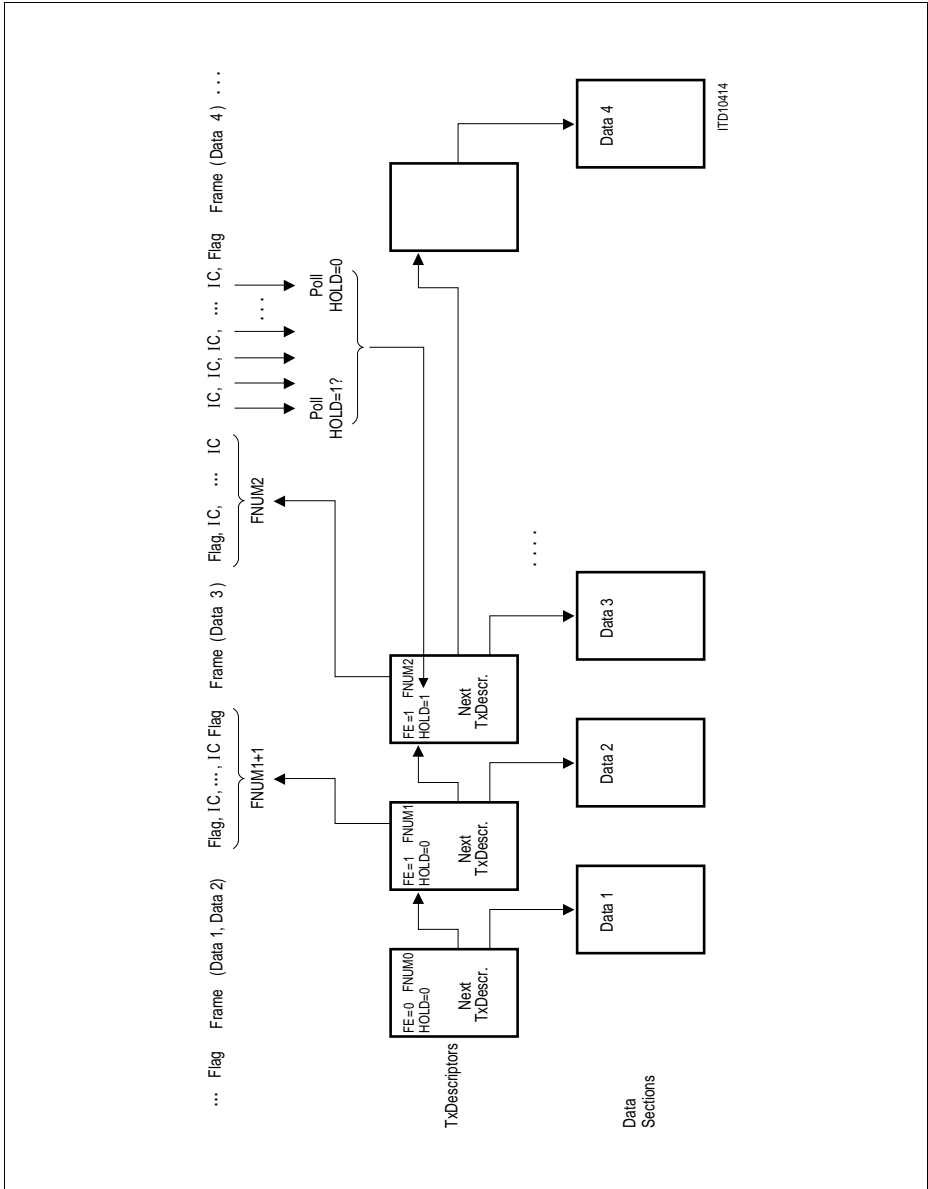 ... Flag Frame (Data 1, Data 2) Flag, IC, ..., IC Flag Frame (Data 3) Flag, IC, ... IC IC, IC, IC, ... IC, Flag Frame (Data 4) ...
FNUM1+1
FNUM2
Poll
HOLD=1?
. . .
Poll
HOLD=0
TxDescriptors
FE=0 FNUM0
HOLD=0
Next
TxDescr.
FE=1 FNUM1
HOLD=0
Next
TxDescr.
FE=1 FNUM2
HOLD=1
Next
TxDescr.
. . . .
Data
Sections
Data 1
Data 2
Data 3
Data 4
ITD10414